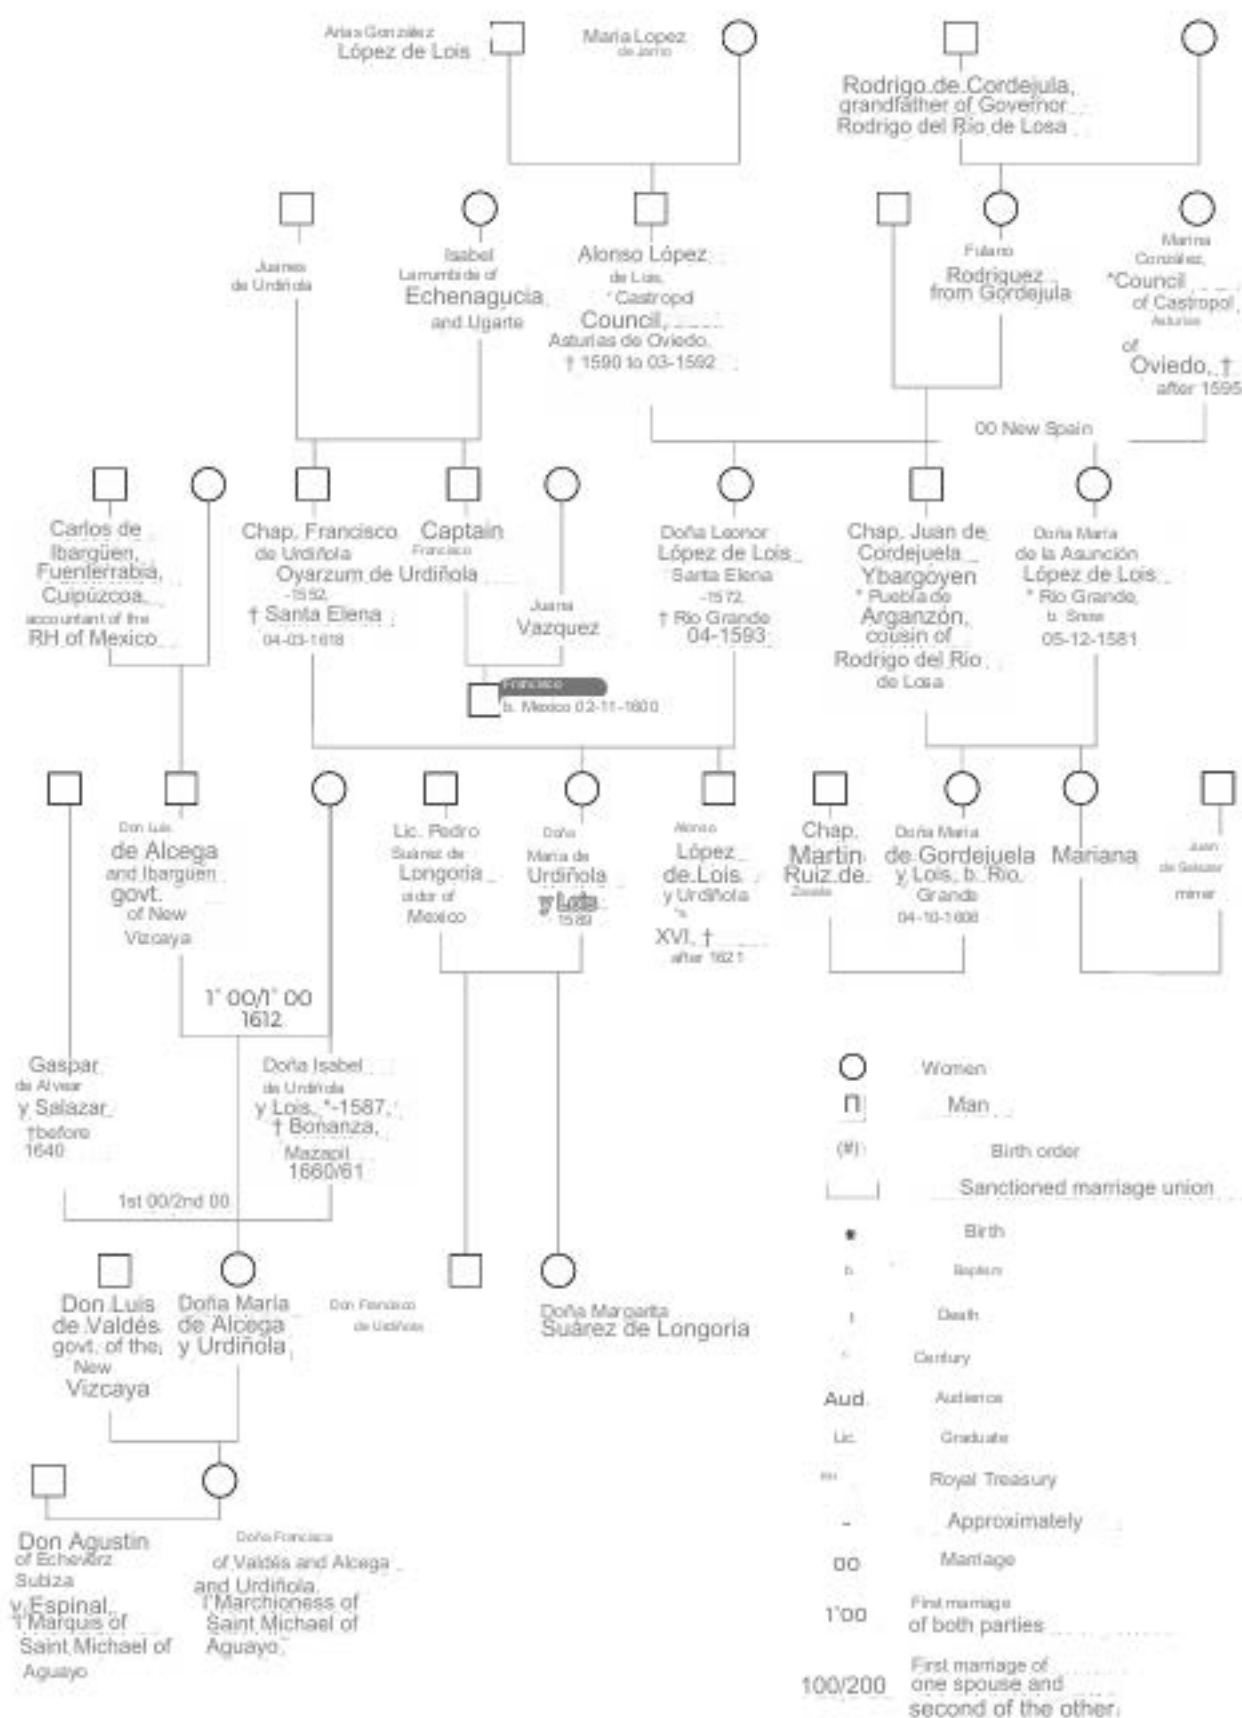 Arias González
López de Lois
Maria Lopez
Rodrigo de Cordejula,
grandfather of Governor
Rodrigo del Río de Losa
Juanes
de Urdiñola
Isabel
Larrumbide of
Echenagucia
and Ugarte
Alonso López
de Lois,
Castropol
Council,
Asturias de Oviedo.
† 1590 to 03-1592
Fulano
Rodriguez
from Gordejula
Marina
González,
*Council
of Castropol,
Asturias
of
Oviedo, †
after 1595
00 New Spain
Carlos de
Ibargüen,
Fuenterrabia,
Cuipúzcoa,
accountant of the
RH of Mexico
Chap. Francisco
de Urdiñola
Oyarzum
-1552,
† Santa Elena
04-03-1618
Captain
Francisco
de Urdiñola
Juana
Vazquez
Francisco
b. Mexico 02-11-1600
Doña Leonor
López de Lois
Santa Elena
-1572,
† Rio Grande
04-1593
Chap. Juan de
Cordejuela
Ybargoyen
* Puebla de
Arganzón,
cousin of
Rodrigo del Rio
de Losa
Doña María
de la Asunción
López de Lois
* Rio Grande,
b.
05-12-1581
Don Luis
de Alcega
and Ibargüen
govt.
of New
Vizcaya
Lic. Pedro
Suárez de
Longoria
oidor of
Mexico
Doña
Maria de
Urdiñola
y Lois
1589
Alonso
López
de Lois
y Urdiñola
XVI, †
after 1621
Chap.
Martin
Ruiz de
Doña Maria
de Gordejuela
y Lois, b. Rio
Grande
04-10-1606
Mariana
Juan
de Salazar
miner
1° 00/1° 00
1612
Gaspar
de Alvear
y Salazar
†before
1640
Doña Isabel
de Urdiñola
y Lois, *-1587,
† Bonanza,
Mazapil
1660/61
1st 00/2nd 00
Don Luis
de Valdés
govt. of the
New
Vizcaya
Doña María
de Alcega
y Urdiñola
Don Francisco
de Urdiñola
Doña Margarita
Suárez de Longoria
Don Agustin
of Echeverz
Subiza
y Espinal,
I Marquis of
Saint Michael of
Aguayo
Doña Francisca
of Valdés and Alcega
and Urdiñola.
I Marchioness of
Saint Michael of
Aguayo
Women
Man
(#) Birth order
Sanctioned marriage union
Birth
b. Baptism
† Death
Century
Aud. Audience
Lic. Graduate
RH Royal Treasury
- Approximately
00 Marriage
1°00 First marriage
of both parties
100/200 First marriage of
one spouse and
second of the other.